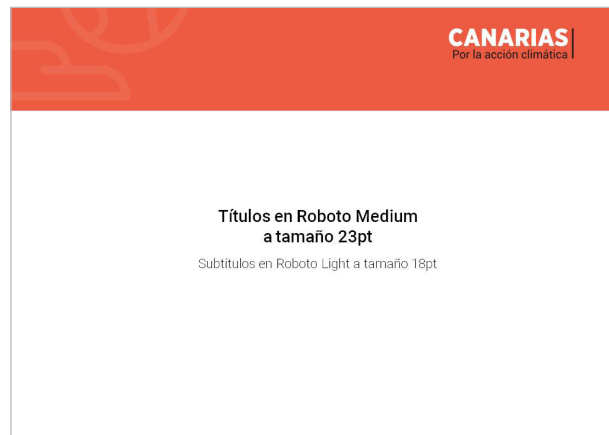 CANARIAS
Por la acción climática
Títulos en Roboto Medium
a tamaño 23pt
Subtítulos en Roboto Light a tamaño 18pt